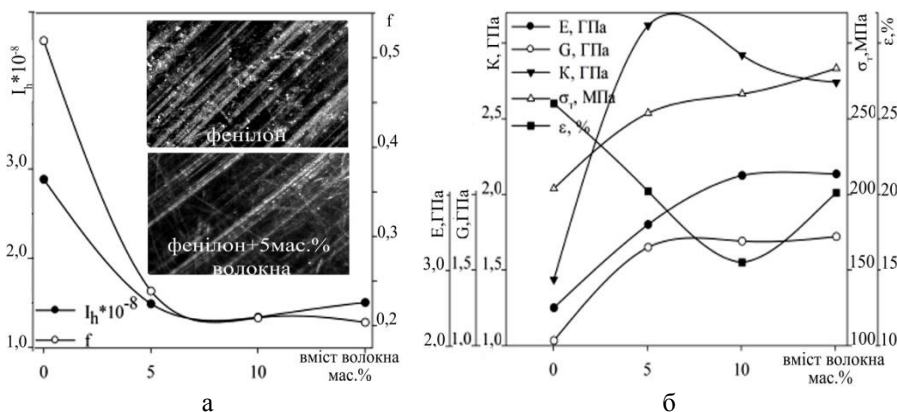 а
I_h*10^-8
3,0
2,0
1,0
f
0,5
0,4
0,3
0,2
фенілон
фенілон+5мас.%
волокна
I_h*10^-8
f
0
5
10
вміст волокна
мас.%
а
б
K, ГПа
2,5
2,0
1,5
1,0
E, ГПа
G, ГПа
K, ГПа
σ_т, МПа
ε, %
E,ГПа
3,0
2,0
G,ГПа
1,5
1,0
σ_т,МПа
250
200
150
100
ε,%
25
20
15
10
0
5
10
вміст волокна
мас.%
б